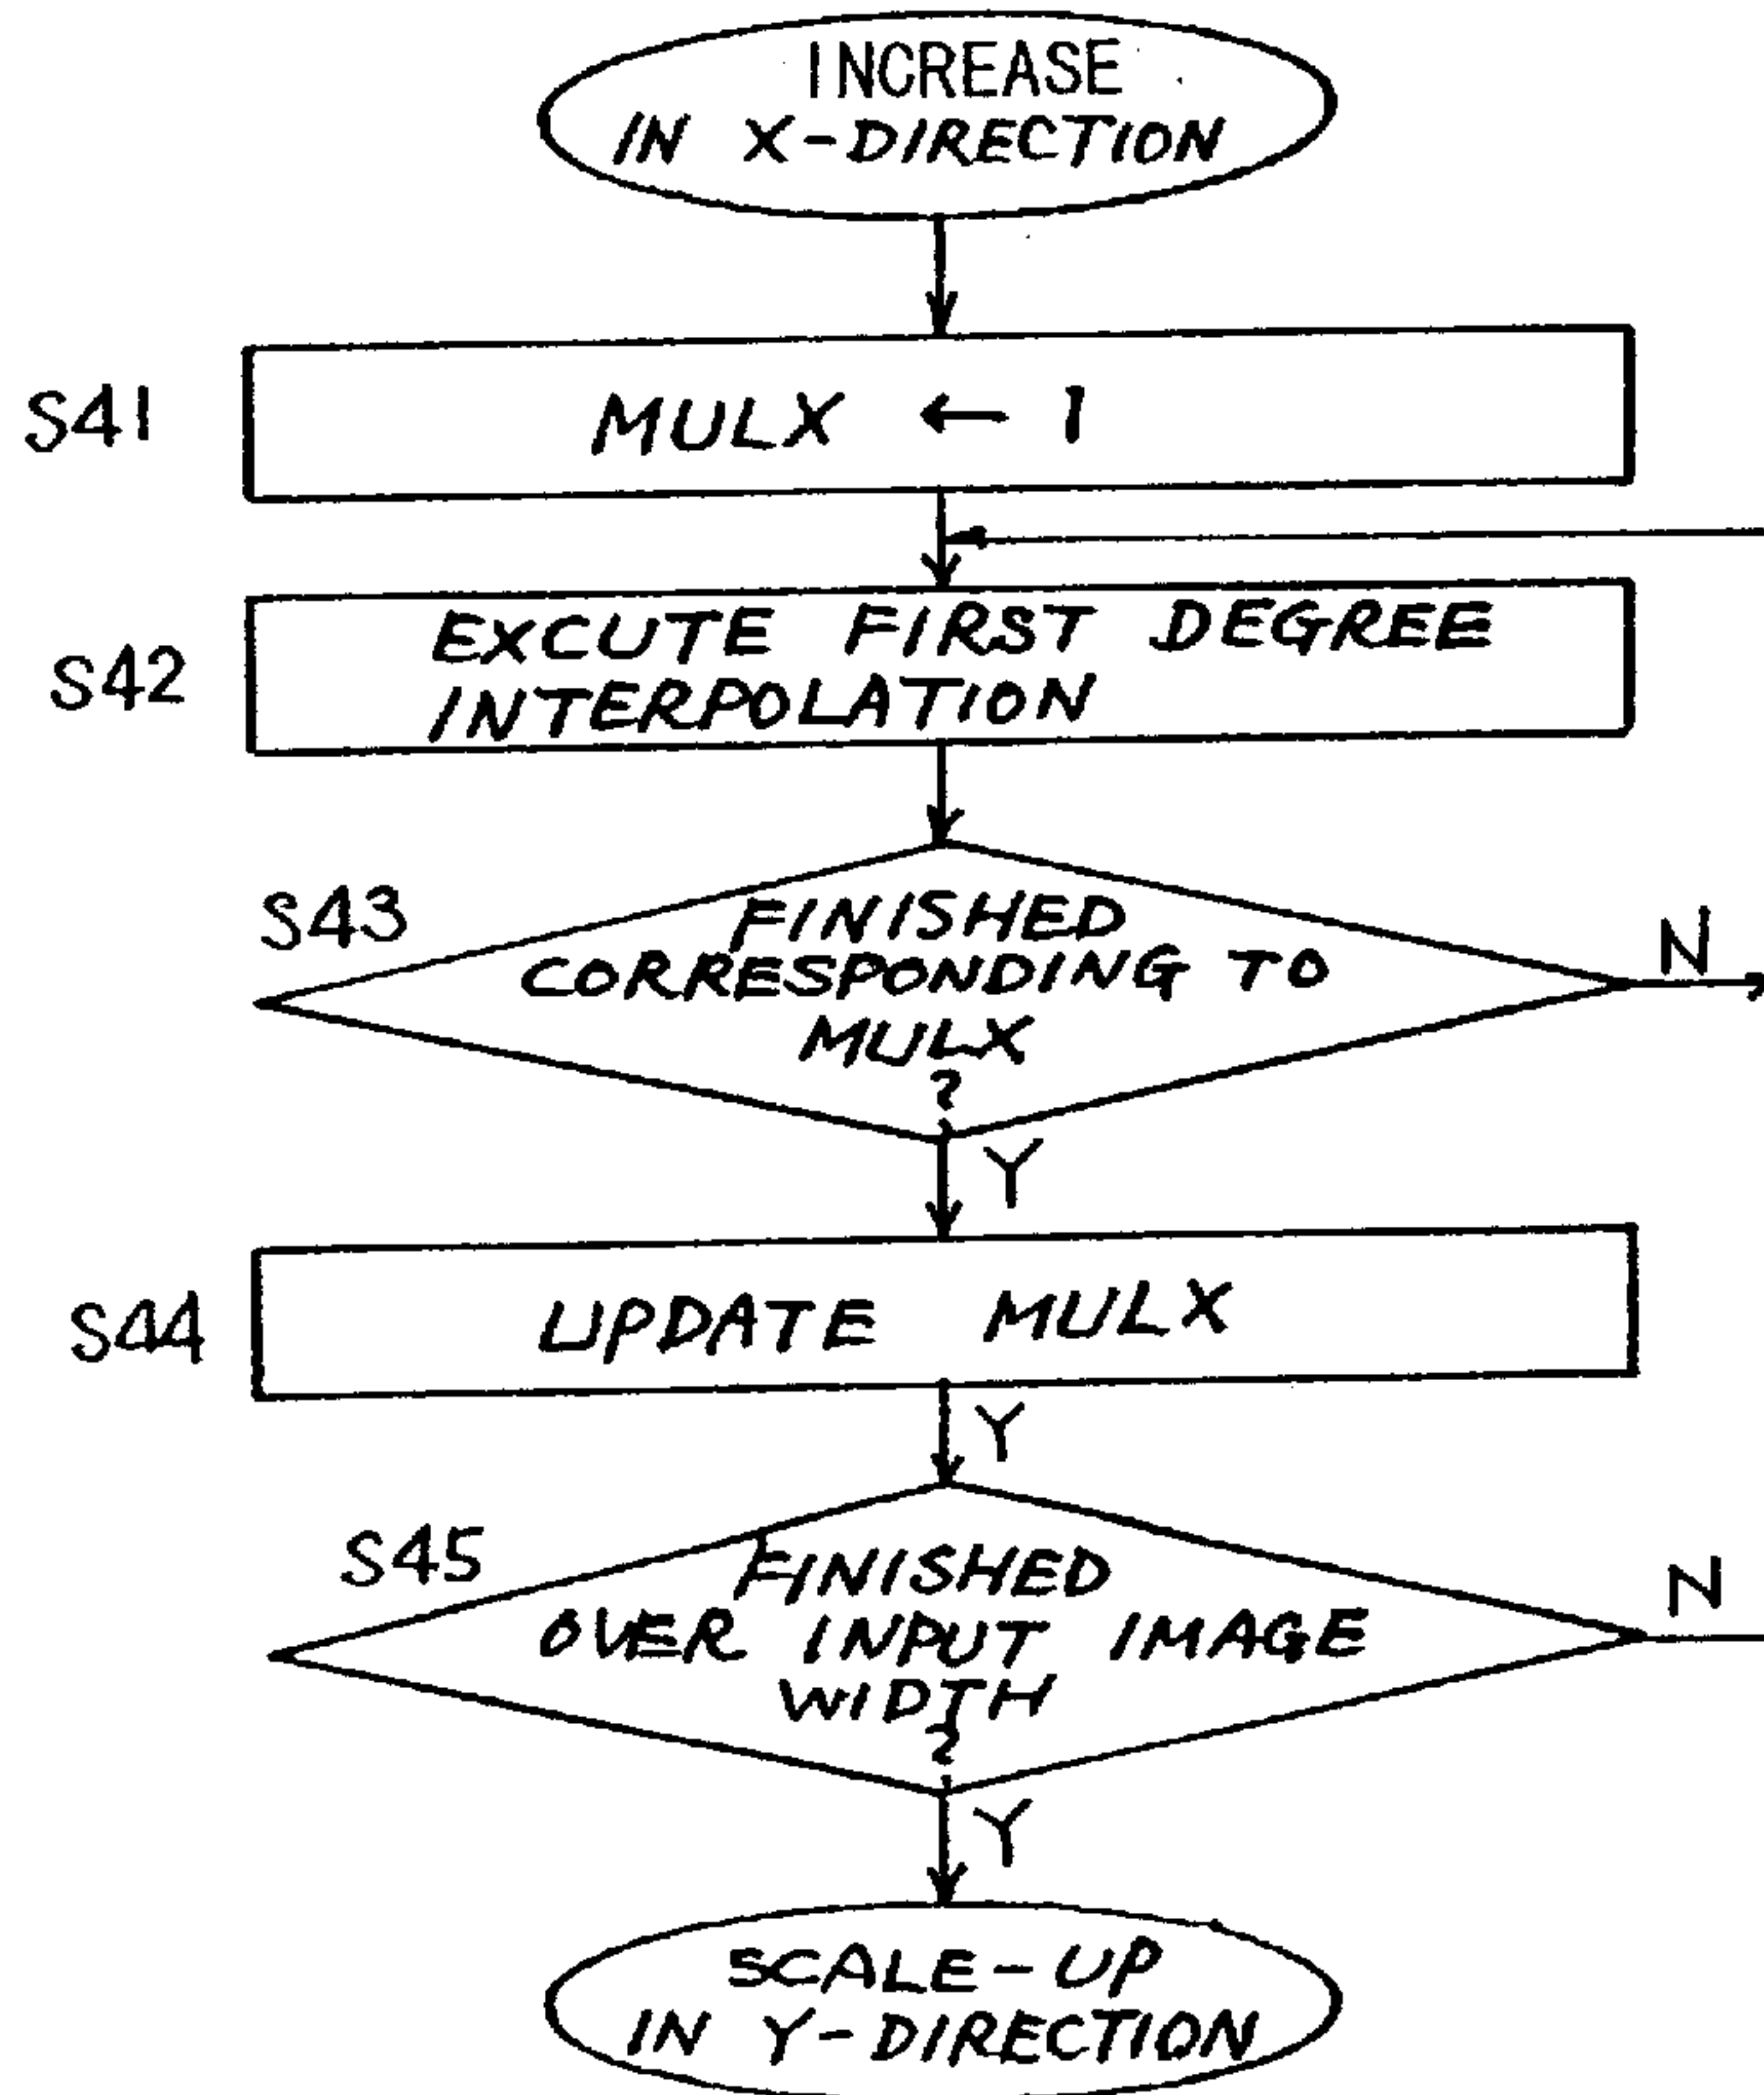 INCREASE
IN X-DIRECTION
S41
MULX ← 1
S42
EXCUTE FIRST DEGREE
INTERPOLATION
S43
FINISHED
CORRESPONDING TO
MULX
?
N
Y
S44
UPDATE MULX
Y
S45
FINISHED
OVER INPUT IMAGE
WIDTH
?
N
Y
SCALE-UP
IN Y-DIRECTION